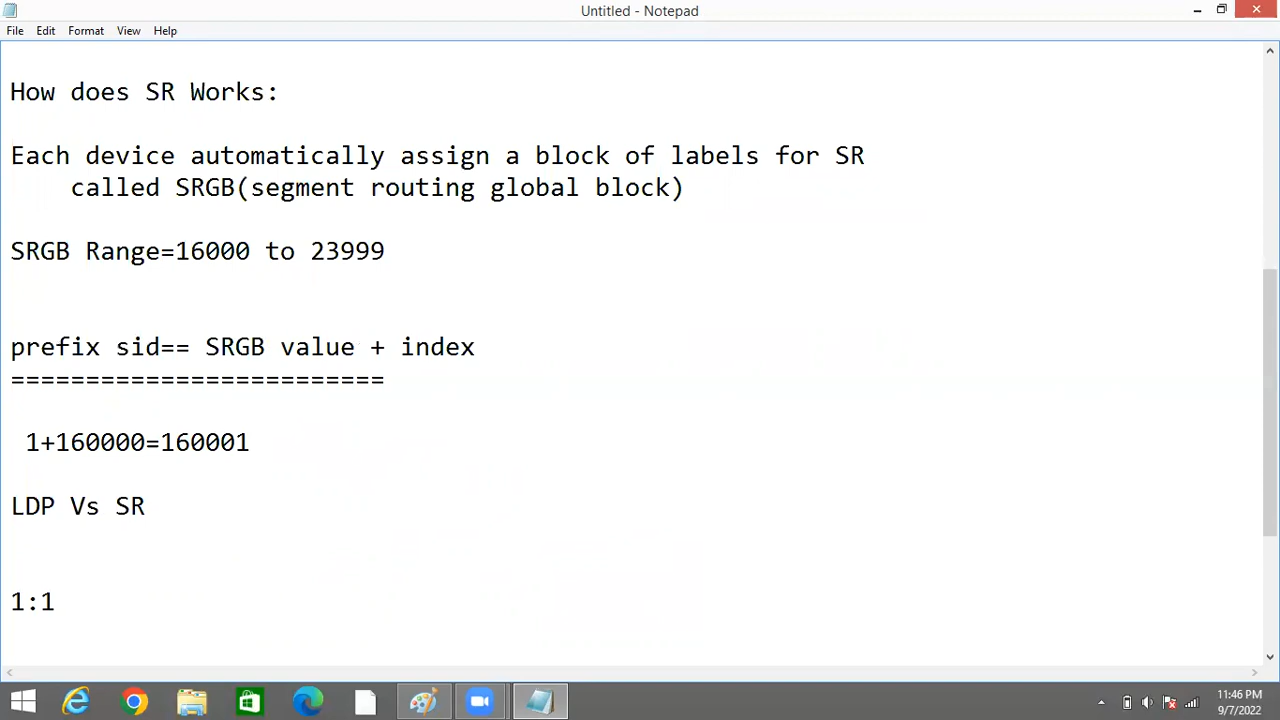 Untitled - Notepad
File Edit Format View Help
How does SR Works:
Each device automatically assign a block of labels for SR
called SRGB(segment routing global block)
SRGB Range=16000 to 23999
prefix sid== SRGB value + index
=========================
1+160000=160001
LDP Vs SR
1:1
11:46 PM
9/7/2022